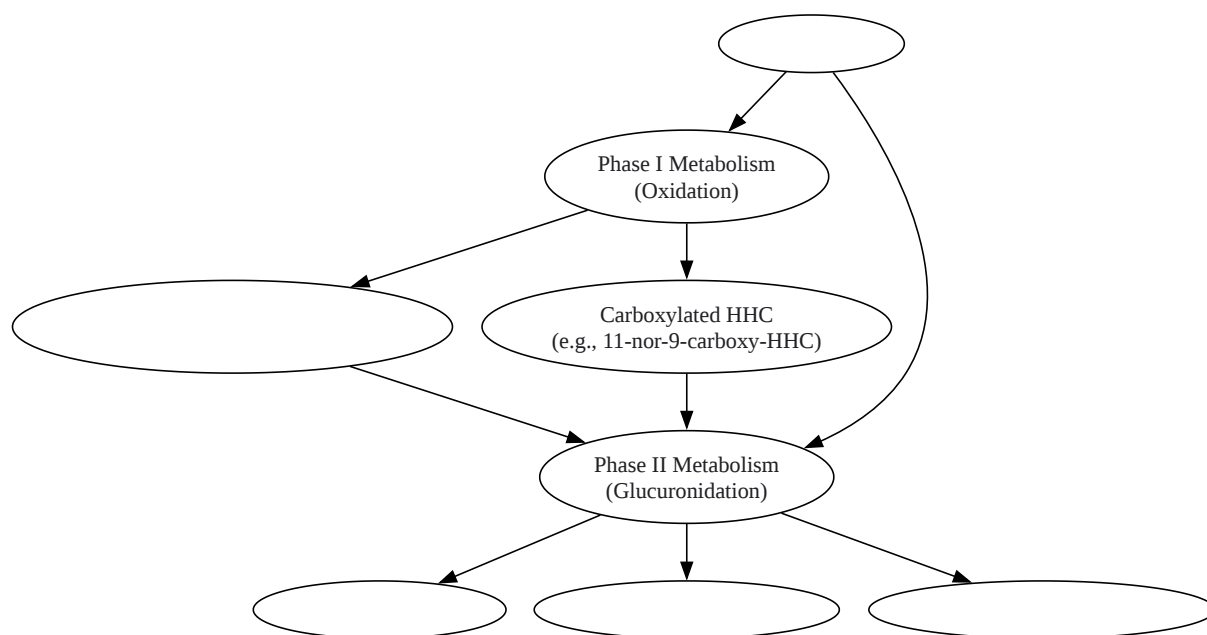 Phase I Metabolism
(Oxidation)
Carboxylated HHC
(e.g., 11-nor-9-carboxy-HHC)
Phase II Metabolism
(Glucuronidation)